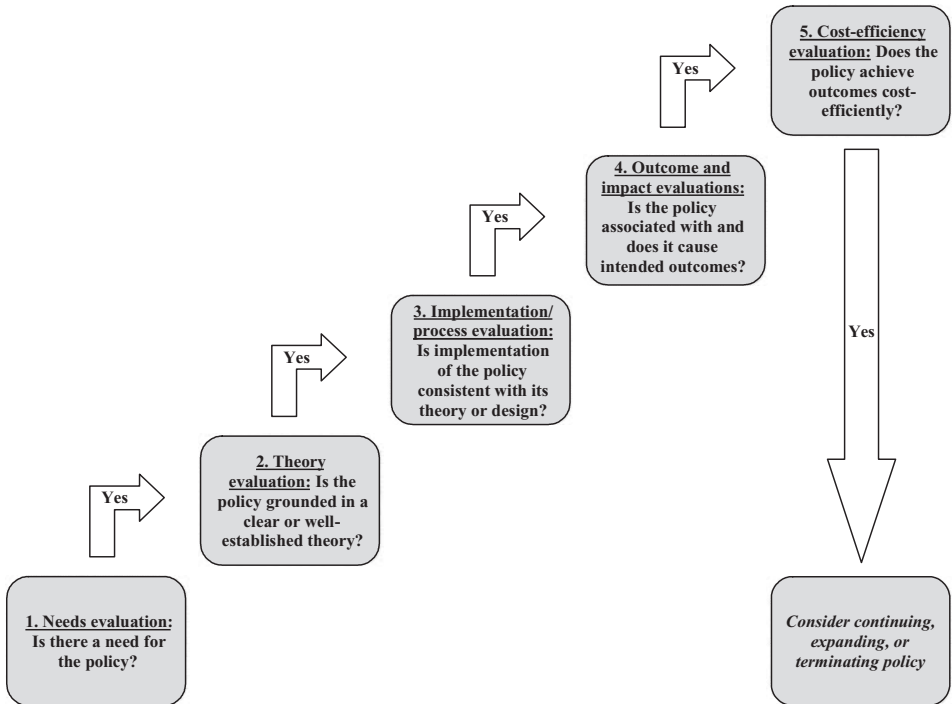 1. Needs evaluation:
Is there a need for
the policy?
Yes
2. Theory
evaluation: Is the
policy grounded in a
clear or well-
established theory?
Yes
3. Implementation/
process evaluation:
Is implementation
of the policy
consistent with its
theory or design?
Yes
4. Outcome and
impact evaluations:
Is the policy
associated with and
does it cause
intended outcomes?
Yes
5. Cost-efficiency
evaluation: Does the
policy achieve
outcomes cost-
efficiently?
Yes
Consider continuing,
expanding, or
terminating policy